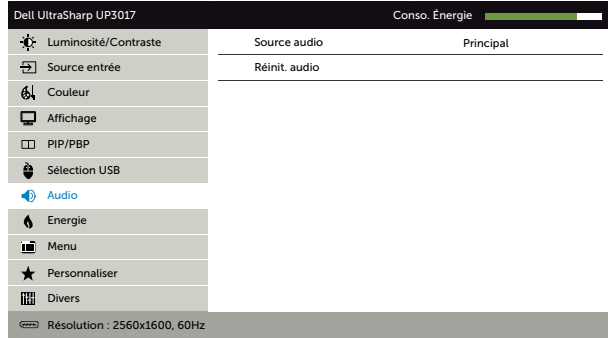 Dell UltraSharp UP3017 Conso. Énergie
Luminosité/Contraste Source audio Principal
Source entrée Réinit. audio
Couleur
Affichage
PIP/PBP
Sélection USB
Audio
Energie
Menu
Personnaliser
Divers
Résolution : 2560x1600, 60Hz